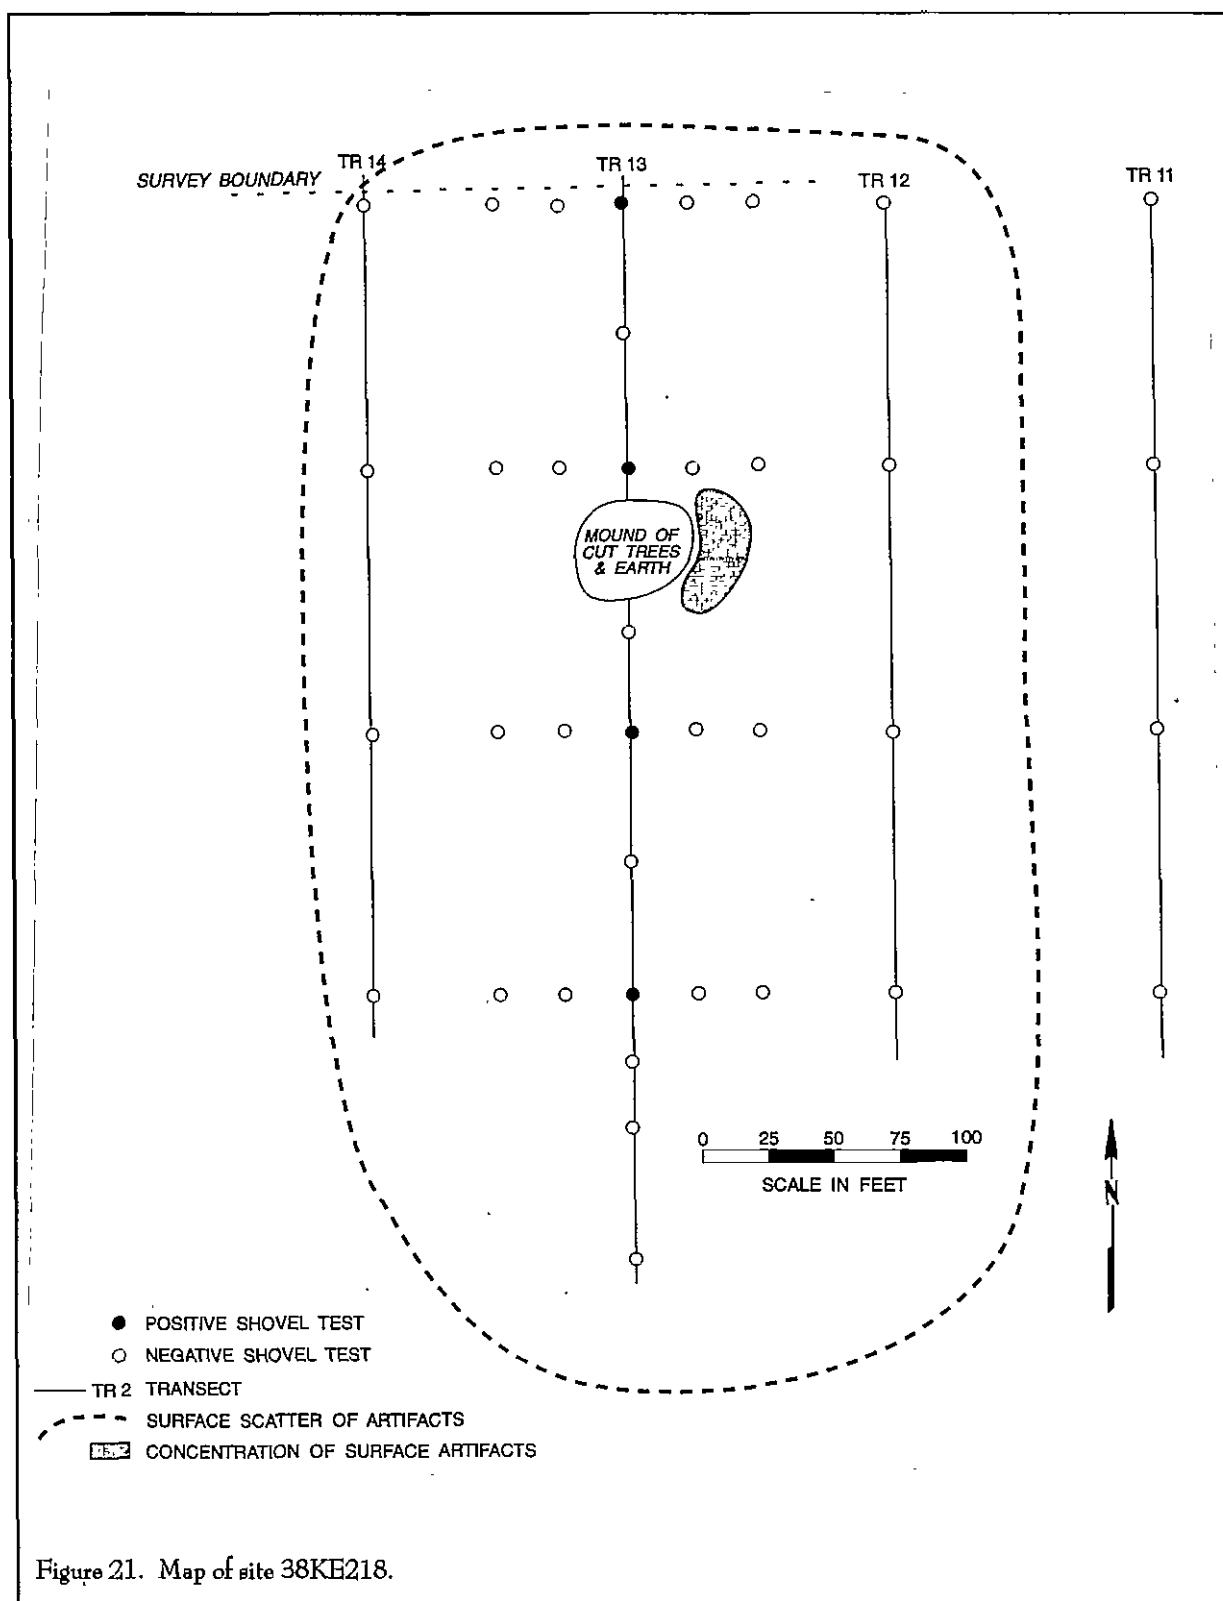 TR 14
TR 13
TR 12
TR 11
SURVEY BOUNDARY
MOUND OF
CUT TREES
& EARTH
0 25 50 75 100
SCALE IN FEET
N
POSITIVE SHOVEL TEST
NEGATIVE SHOVEL TEST
TR 2 TRANSECT
SURFACE SCATTER OF ARTIFACTS
CONCENTRATION OF SURFACE ARTIFACTS
Figure 21. Map of site 38KE218.